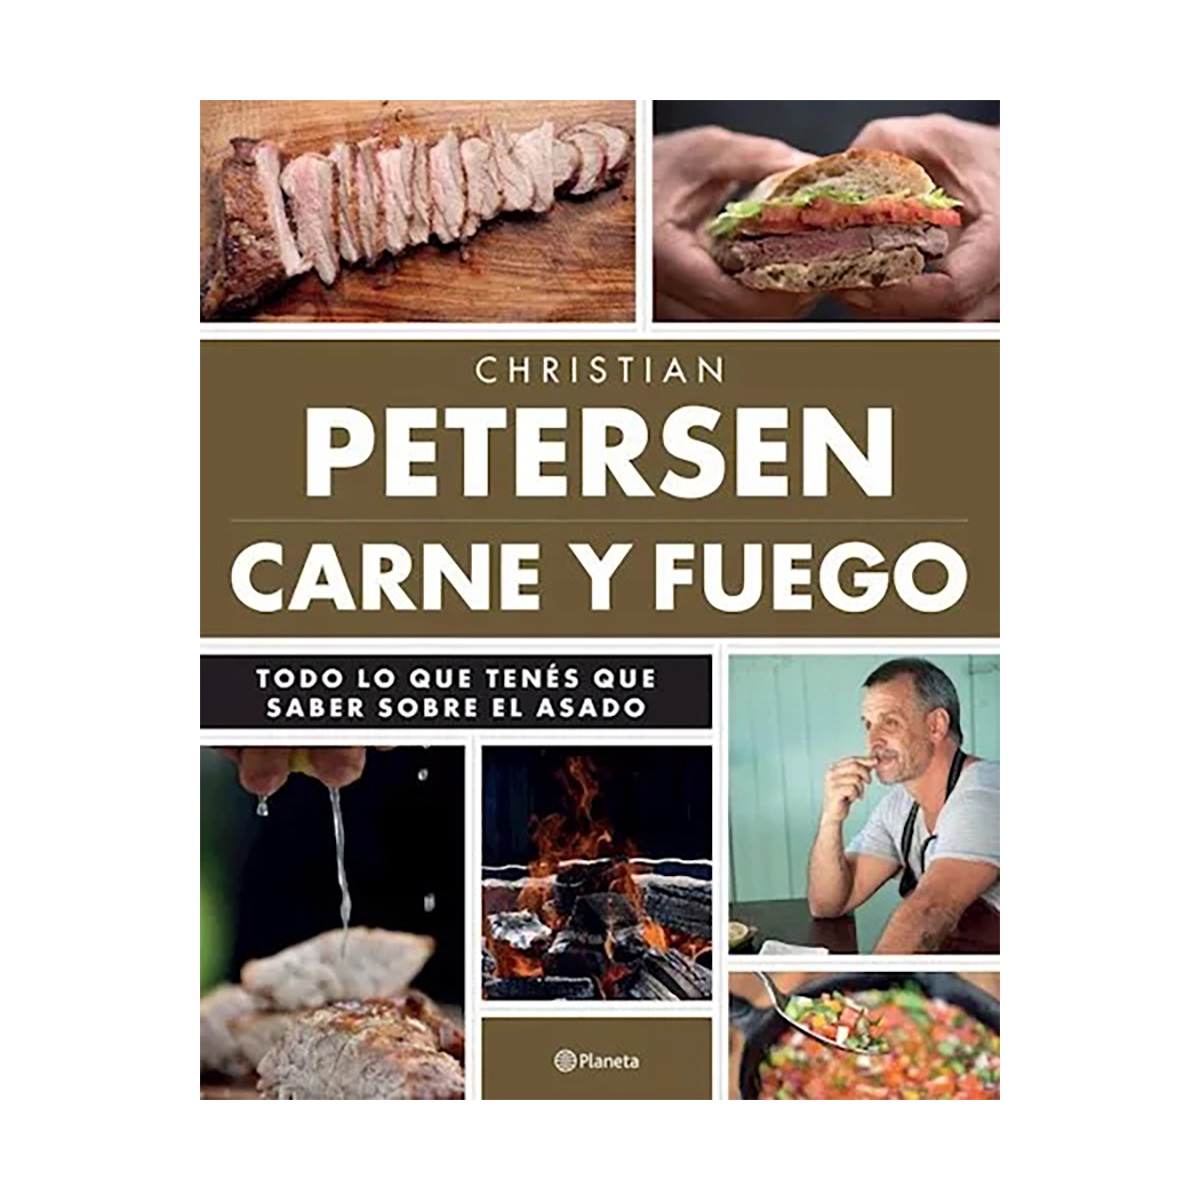 CHRISTIAN
PETERSEN
CARNE Y FUEGO
TODO LO QUE TENÉS QUE
SABER SOBRE EL ASADO
Planeta